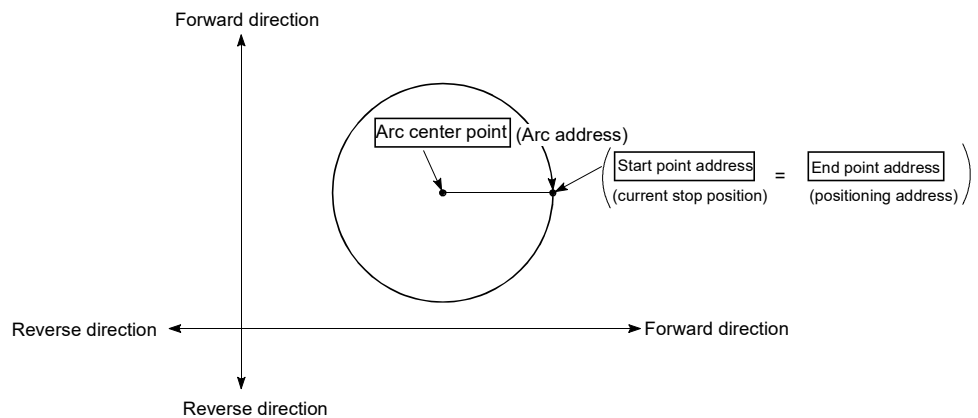 Forward direction
Arc center point (Arc address)
Start point address = End point address
(current stop position) (positioning address)
Reverse direction
Forward direction
Reverse direction